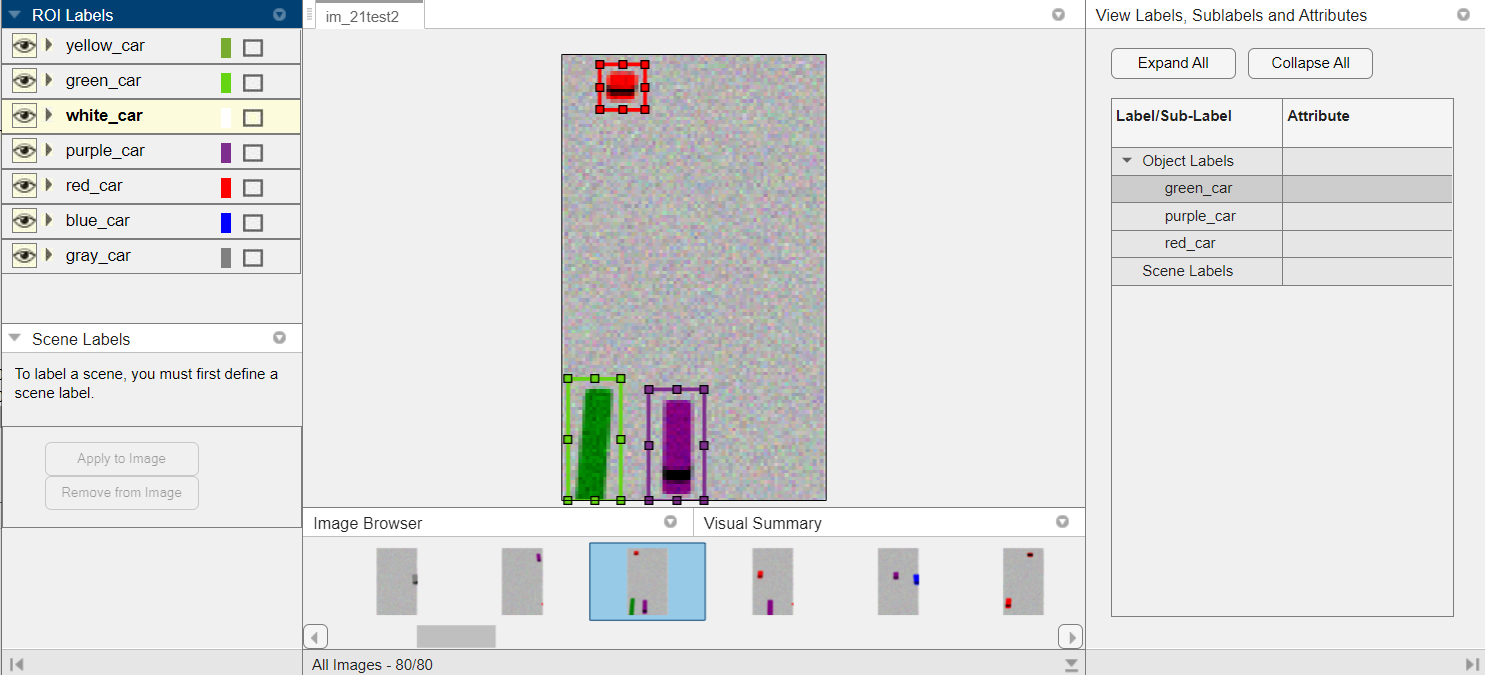 ROI Labels
yellow_car
green_car
white_car
purple_car
red_car
blue_car
gray_car
Scene Labels
To label a scene, you must first define a
scene label.
Apply to Image
Remove from Image
im_21test2
Image Browser
Visual Summary
All Images - 80/80
View Labels, Sublabels and Attributes
Expand All
Collapse All
Label/Sub-Label Attribute
Object Labels
green_car
purple_car
red_car
Scene Labels